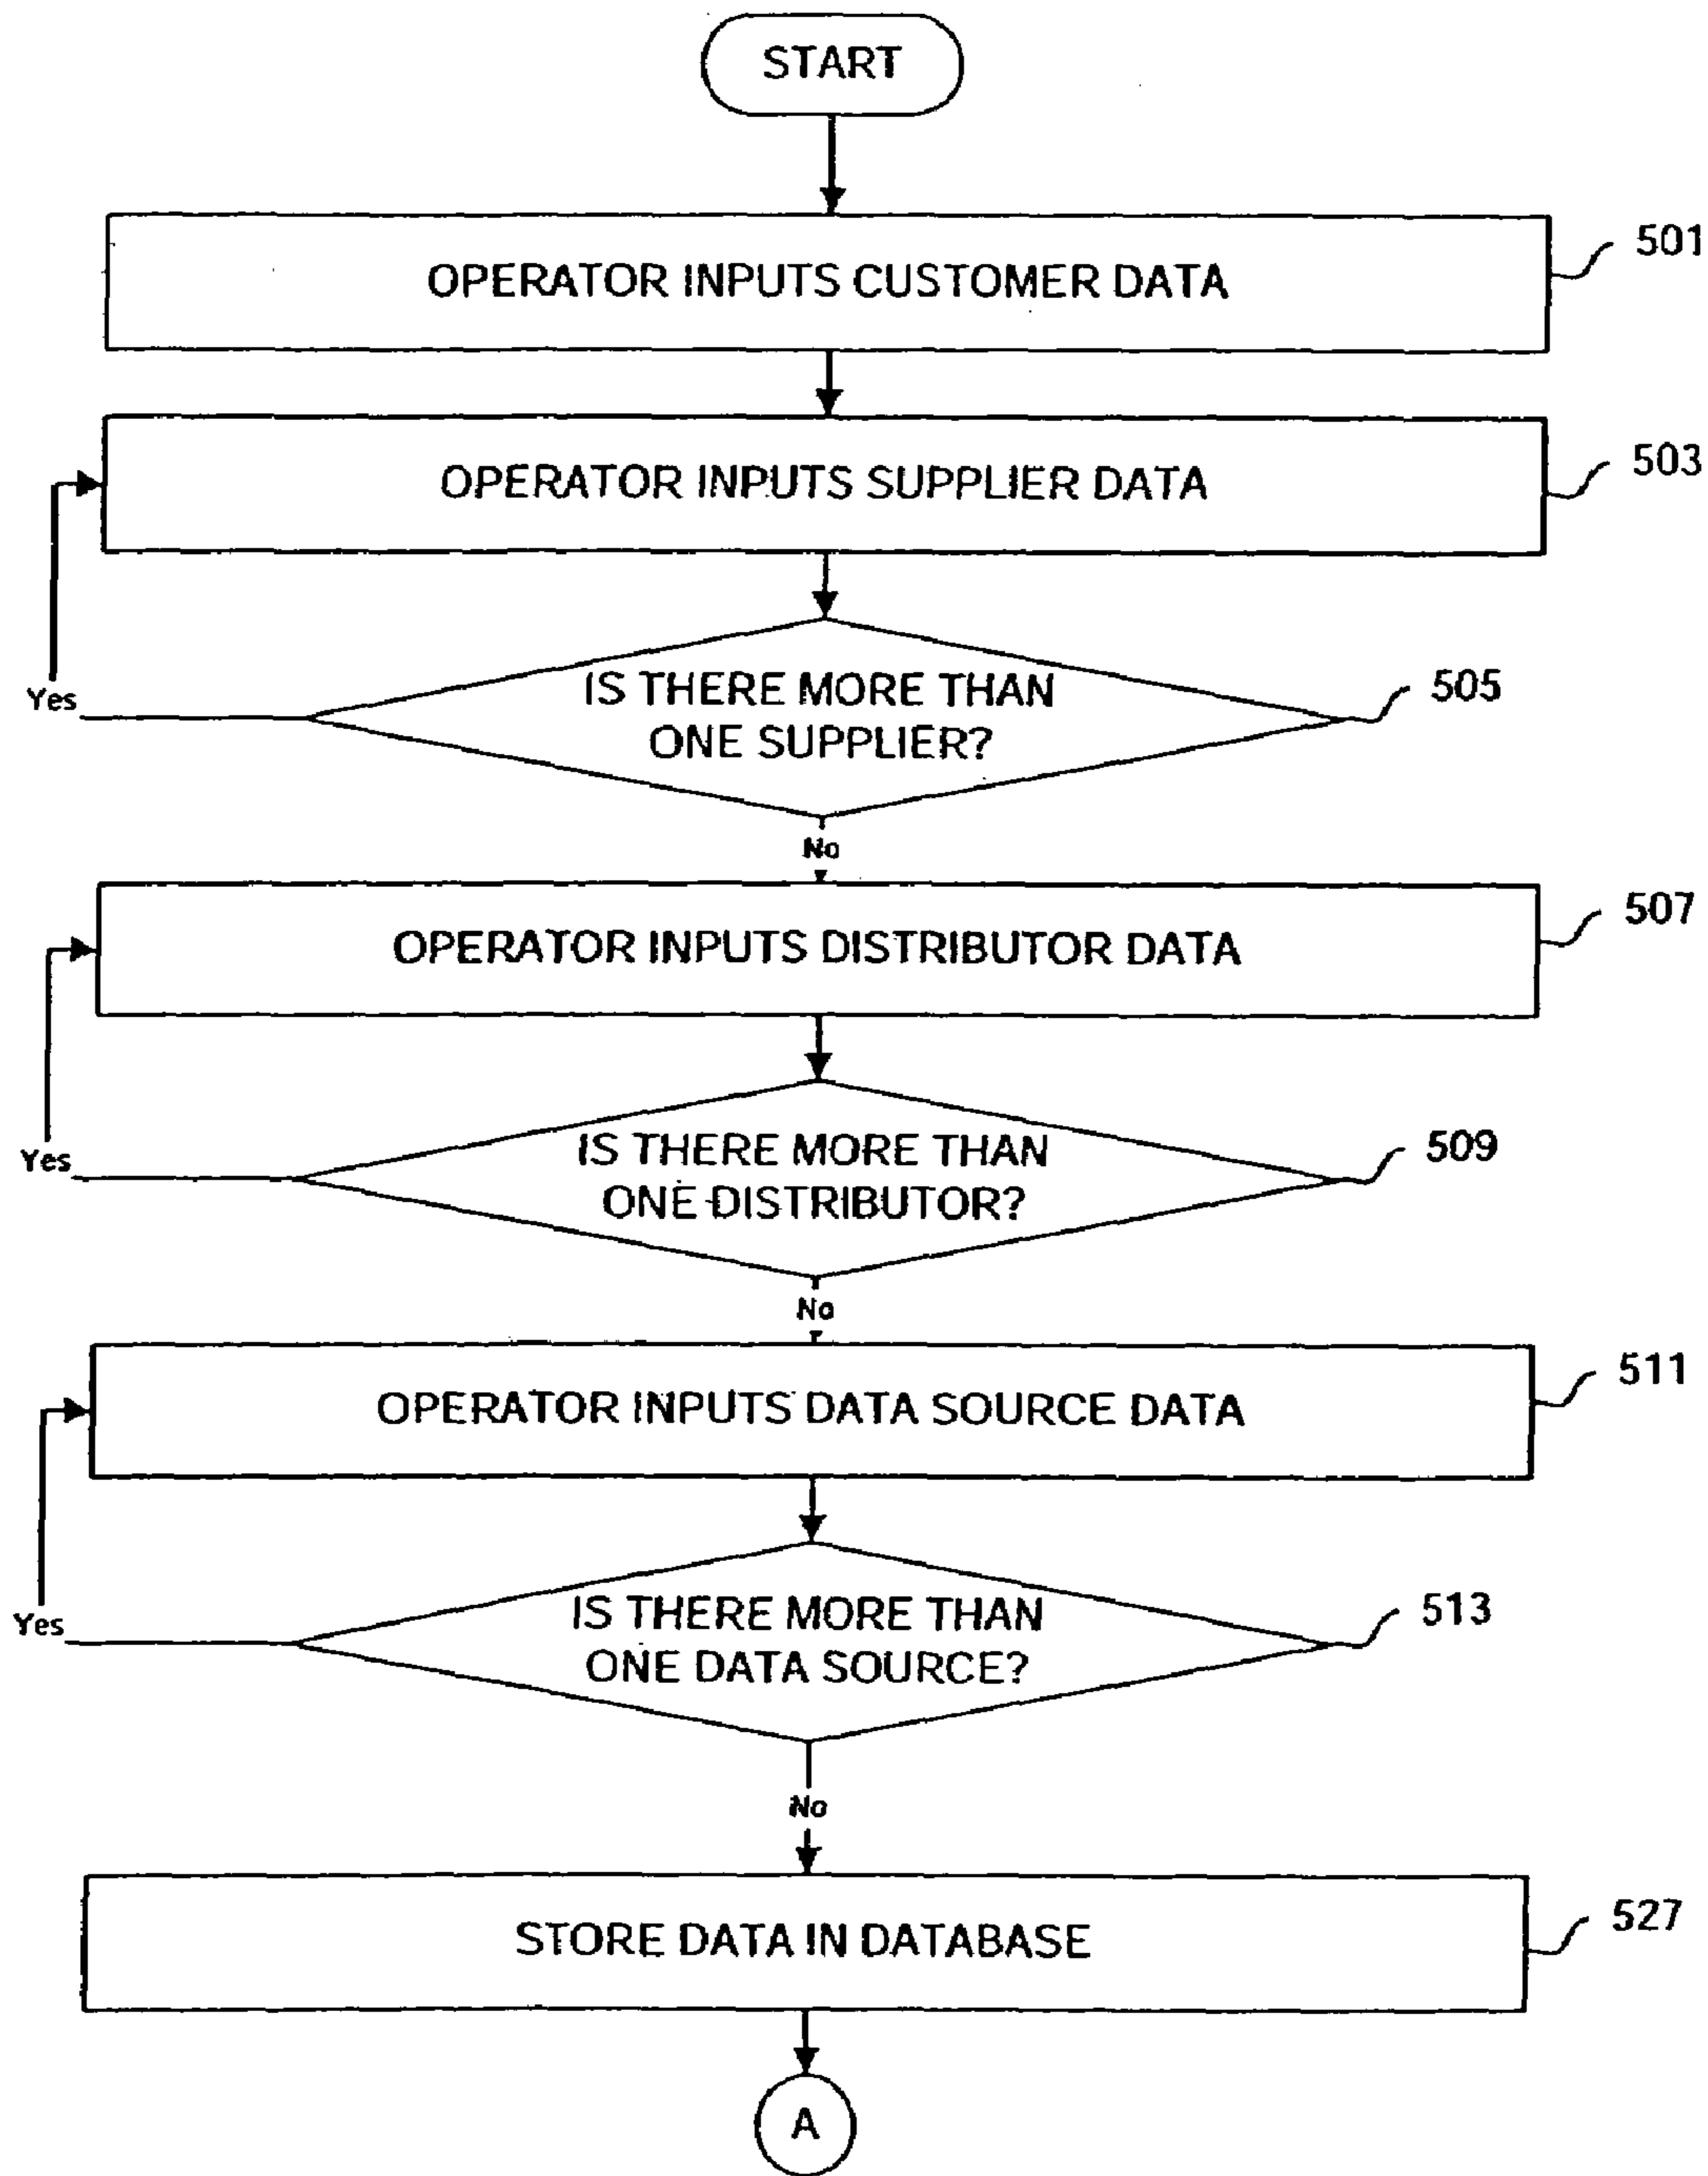 START
OPERATOR INPUTS CUSTOMER DATA
501
OPERATOR INPUTS SUPPLIER DATA
503
IS THERE MORE THAN
ONE SUPPLIER?
505
Yes
No
OPERATOR INPUTS DISTRIBUTOR DATA
507
IS THERE MORE THAN
ONE DISTRIBUTOR?
509
Yes
No
OPERATOR INPUTS DATA SOURCE DATA
511
IS THERE MORE THAN
ONE DATA SOURCE?
513
Yes
No
STORE DATA IN DATABASE
527
A